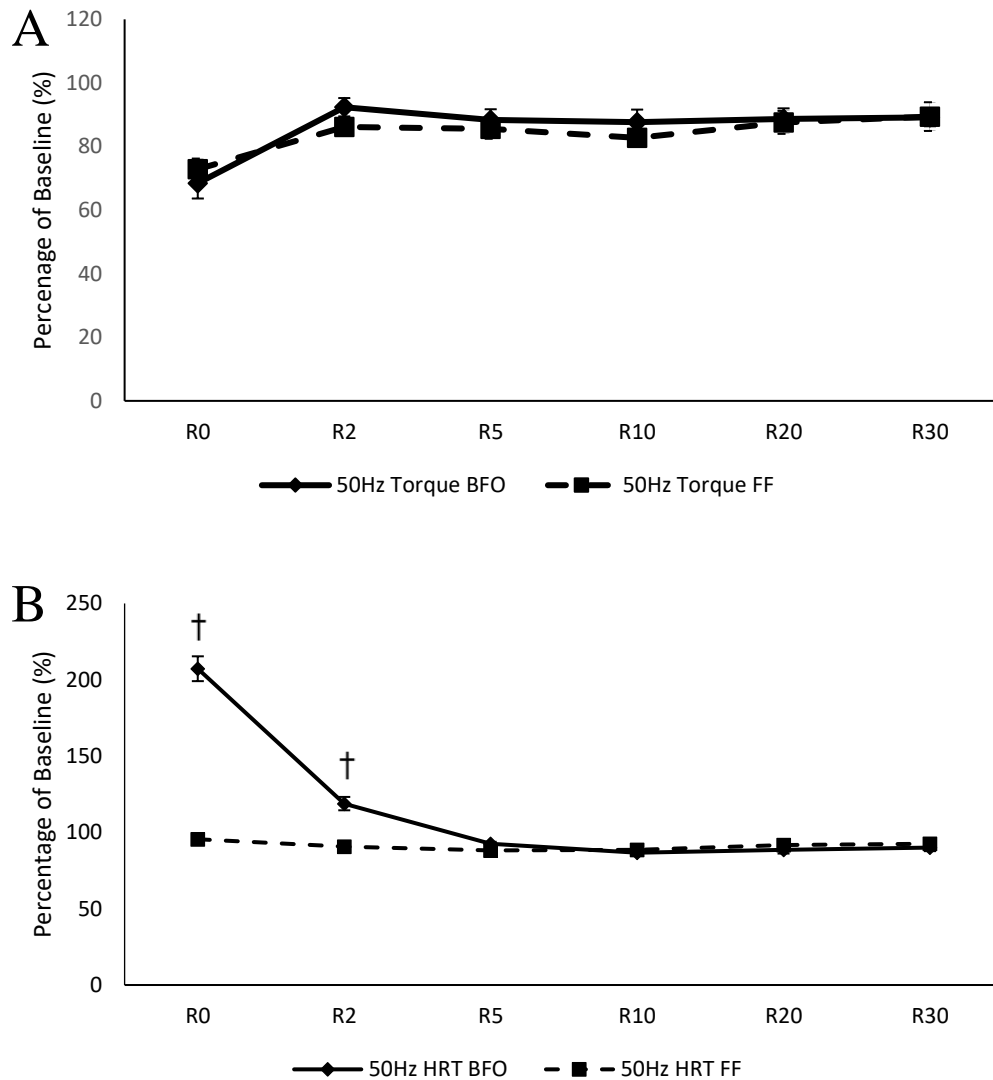 A
Percenage of Baseline (%)
120
100
80
60
40
20
0
R0 R2 R5 R10 R20 R30
50Hz Torque BFO 50Hz Torque FF
B
Percentage of Baseline (%)
250
200
150
100
50
0
†
†
R0 R2 R5 R10 R20 R30
50Hz HRT BFO 50Hz HRT FF